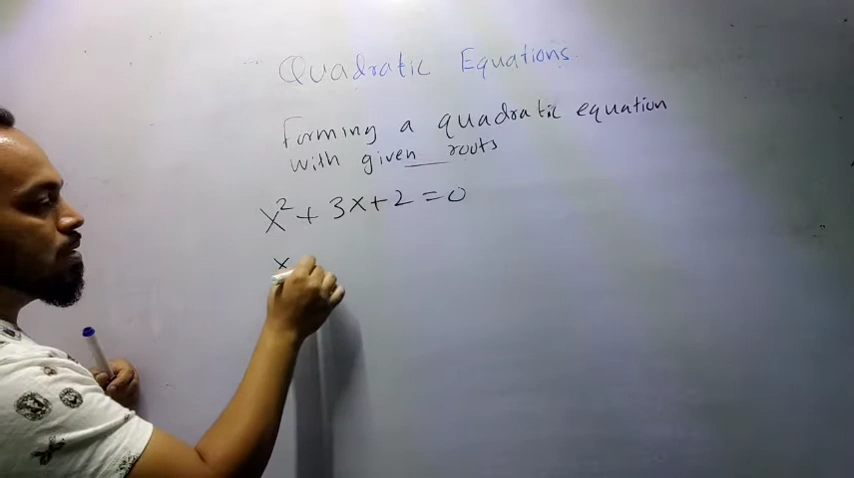 Quadratic Equations
Forming a quadratic equation
with given roots
x² + 3x + 2 = 0
x